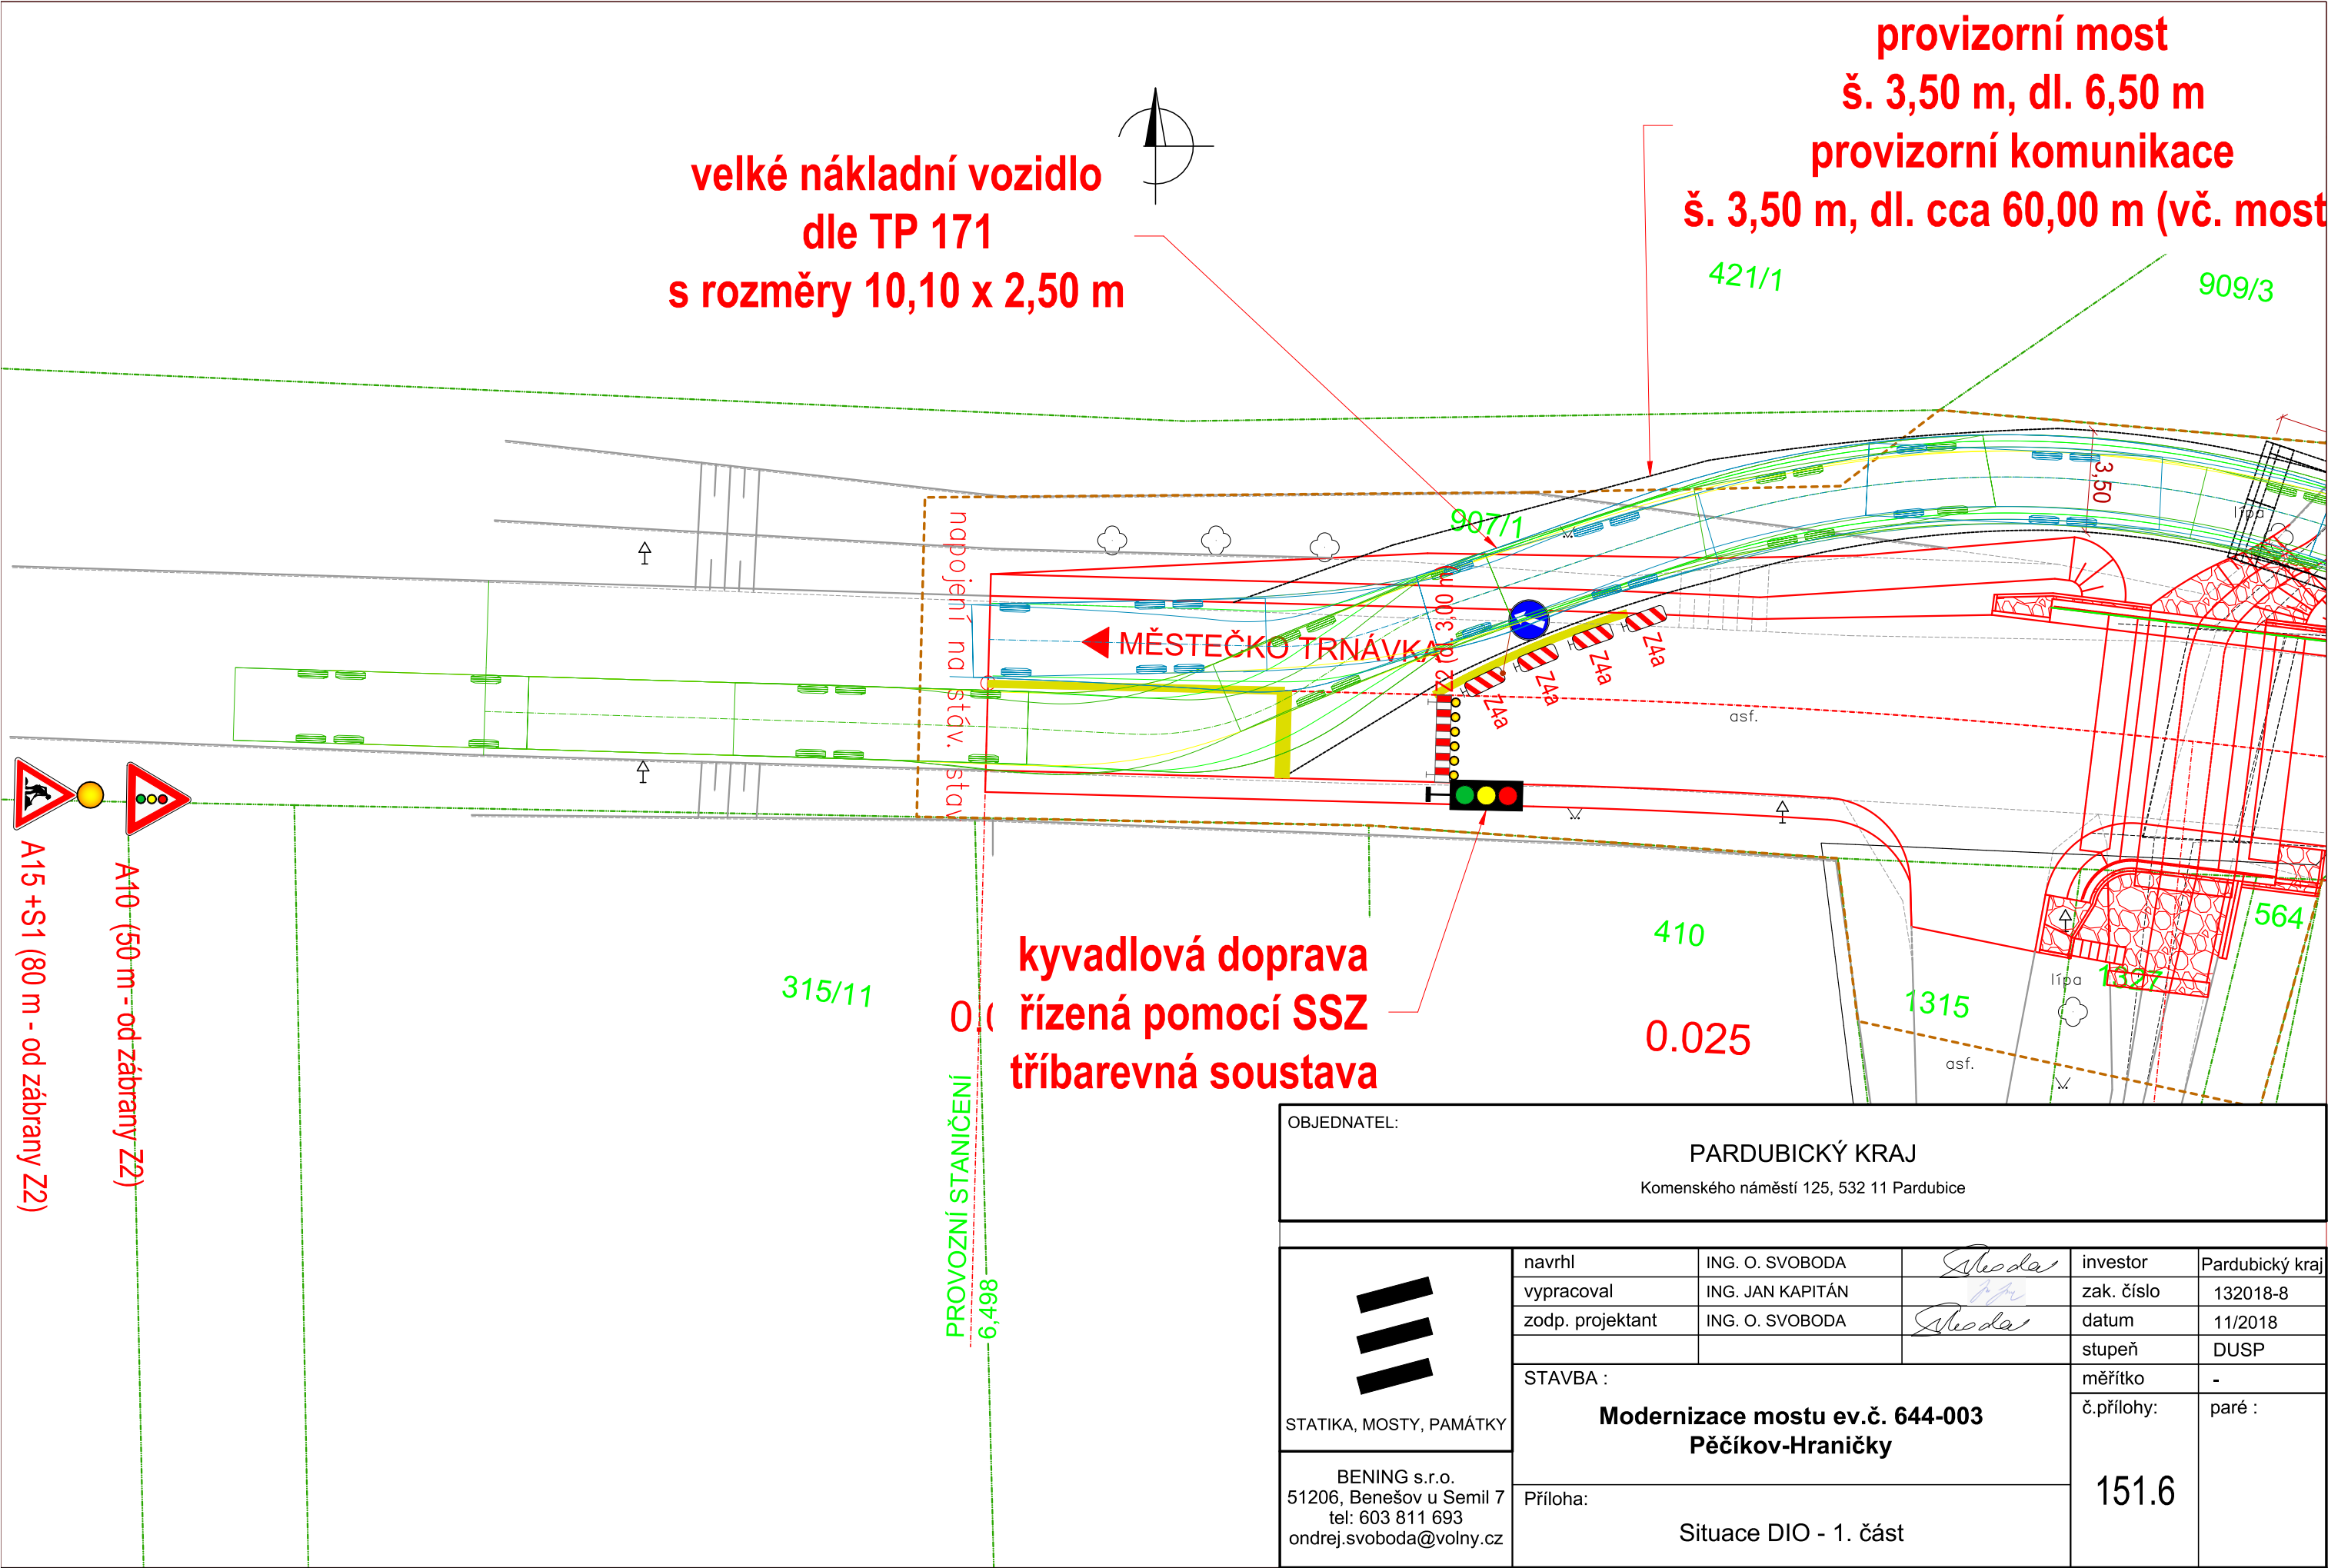 provizorní most
š. 3,50 m, dl. 6,50 m
provizorní komunikace
š. 3,50 m, dl. cca 60,00 m (vč. most
velké nákladní vozidlo
dle TP 171
s rozměry 10,10 x 2,50 m
421/1
909/3
3,50
lípa
907/1
napojení na stáv. stav
MĚSTEČKO TRNÁVKA
Z2 (dl. 3,00 m)
Z4a
Z4a
Z4a
Z4a
asf.
A15 +S1 (80 m - od zábrany Z2)
A10 (50 m - od zábrany Z2)
kyvadlová doprava
řízená pomocí SSZ
tříbarevná soustava
315/11
410
564
1327
lípa
1315
0.025
asf.
PROVOZNÍ STANIČENÍ
6,498
OBJEDNATEL:
PARDUBICKÝ KRAJ
Komenského náměstí 125, 532 11 Pardubice
navrhl ING. O. SVOBODA
vypracoval ING. JAN KAPITÁN
zodp. projektant ING. O. SVOBODA
investor Pardubický kraj
zak. číslo 132018-8
datum 11/2018
stupeň DUSP
měřítko -
č.přílohy: paré :
151.6
STATIKA, MOSTY, PAMÁTKY
BENING s.r.o.
51206, Benešov u Semil 7
tel: 603 811 693
ondrej.svoboda@volny.cz
STAVBA :
Modernizace mostu ev.č. 644-003
Pěčíkov-Hraničky
Příloha:
Situace DIO - 1. část